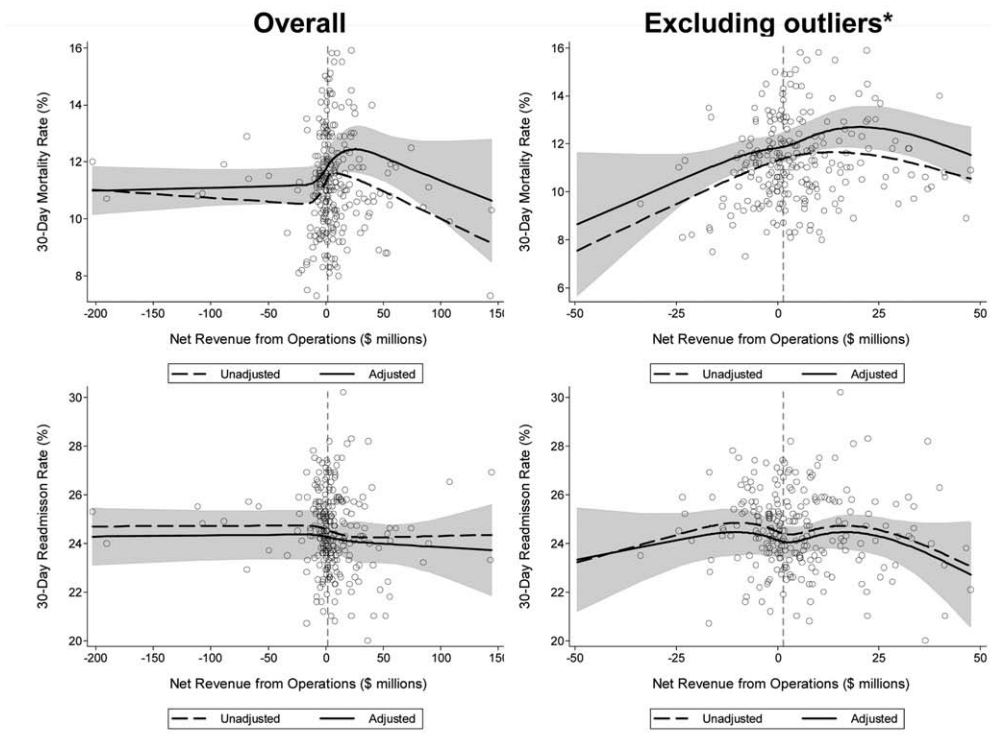 Overall
Excluding outliers*
30-Day Mortality Rate (%)
16
14
12
10
8
-200
-150
-100
-50
0
50
100
150
Net Revenue from Operations ($ millions)
Unadjusted
Adjusted
30-Day Mortality Rate (%)
16
14
12
10
8
6
-50
-25
0
25
50
Net Revenue from Operations ($ millions)
Unadjusted
Adjusted
30-Day Readmisson Rate (%)
30
28
26
24
22
20
-200
-150
-100
-50
0
50
100
150
Net Revenue from Operations ($ millions)
Unadjusted
Adjusted
30-Day Readmisson Rate (%)
30
28
26
24
22
20
-50
-25
0
25
50
Net Revenue from Operations ($ millions)
Unadjusted
Adjusted